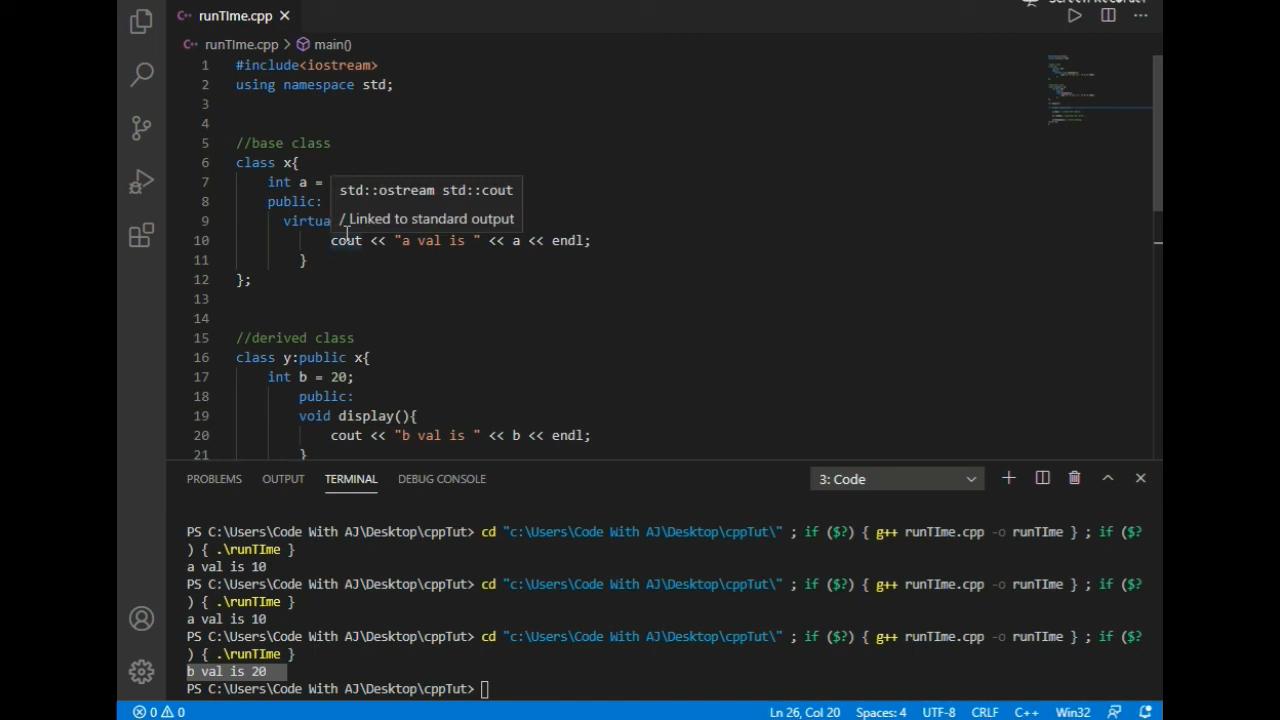 runTIme.cpp
runTIme.cpp > main()
1 #include<iostream>
2 using namespace std;
3
4
5 //base class
6 class x{
7 int a =
8 public:
9 virtua
std::ostream std::cout
/ Linked to standard output
10 cout << "a val is " << a << endl;
11 }
12 };
13
14
15 //derived class
16 class y:public x{
17 int b = 20;
18 public:
19 void display(){
20 cout << "b val is " << b << endl;
21 }
PROBLEMS OUTPUT TERMINAL DEBUG CONSOLE 3: Code
PS C:\Users\Code With AJ\Desktop\cppTut> cd "c:\Users\Code With AJ\Desktop\cppTut\" ; if ($?) { g++ runTIme.cpp -o runTIme } ; if ($?
) { .\runTIme }
a val is 10
PS C:\Users\Code With AJ\Desktop\cppTut> cd "c:\Users\Code With AJ\Desktop\cppTut\" ; if ($?) { g++ runTIme.cpp -o runTIme } ; if ($?
) { .\runTIme }
a val is 10
PS C:\Users\Code With AJ\Desktop\cppTut> cd "c:\Users\Code With AJ\Desktop\cppTut\" ; if ($?) { g++ runTIme.cpp -o runTIme } ; if ($?
) { .\runTIme }
b val is 20
PS C:\Users\Code With AJ\Desktop\cppTut>
0 0 Ln 26, Col 20 Spaces: 4 UTF-8 CRLF C++ Win32